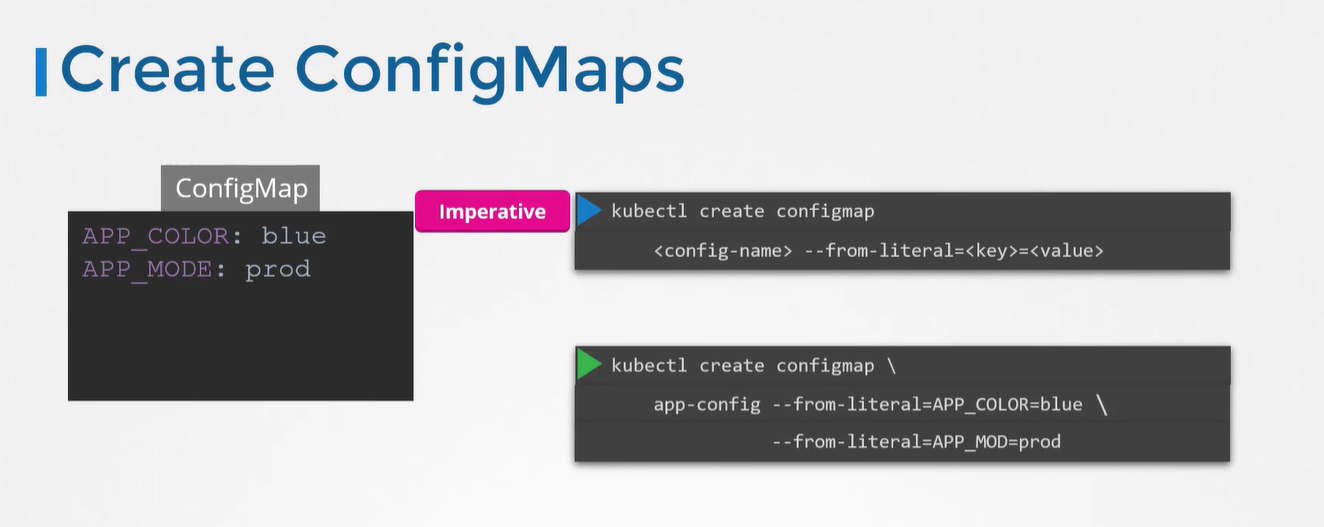 Create ConfigMaps
ConfigMap
APP_COLOR: blue
APP_MODE: prod
Imperative
kubectl create configmap
<config-name> --from-literal=<key>=<value>
kubectl create configmap \
app-config --from-literal=APP_COLOR=blue \
--from-literal=APP_MOD=prod